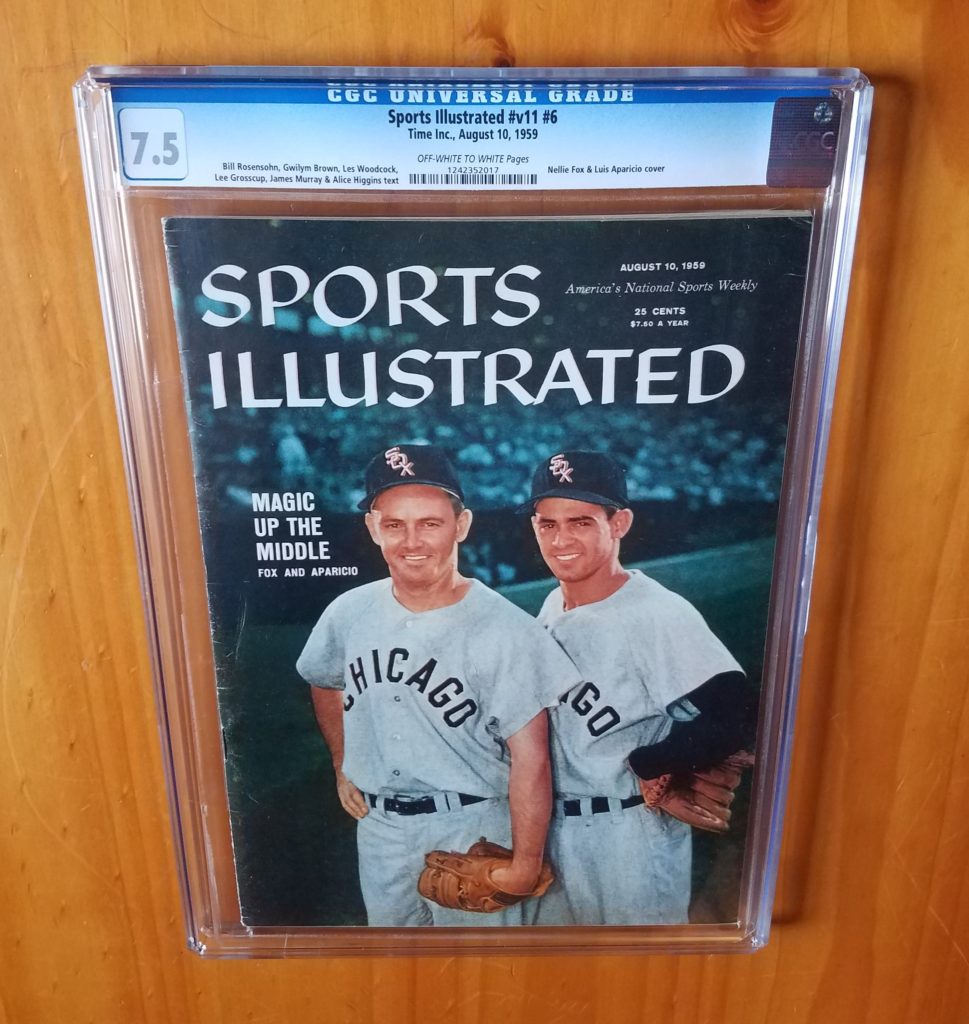 CGC UNIVERSAL GRADE
7.5
Sports Illustrated #v11 #6
Time Inc., August 10, 1959
OFF-WHITE TO WHITE Pages
Bill Rosensohn, Gwilym Brown, Les Woodcock,
Lee Grosscup, James Murray & Alice Higgins text
1242352017
Nellie Fox & Luis Aparicio cover
CGC
SPORTS
ILLUSTRATED
AUGUST 10, 1959
America's National Sports Weekly
25 CENTS
$7.50 A YEAR
SOX
SOX
MAGIC
UP THE
MIDDLE
FOX AND APARICIO
CHICAGO
AGO